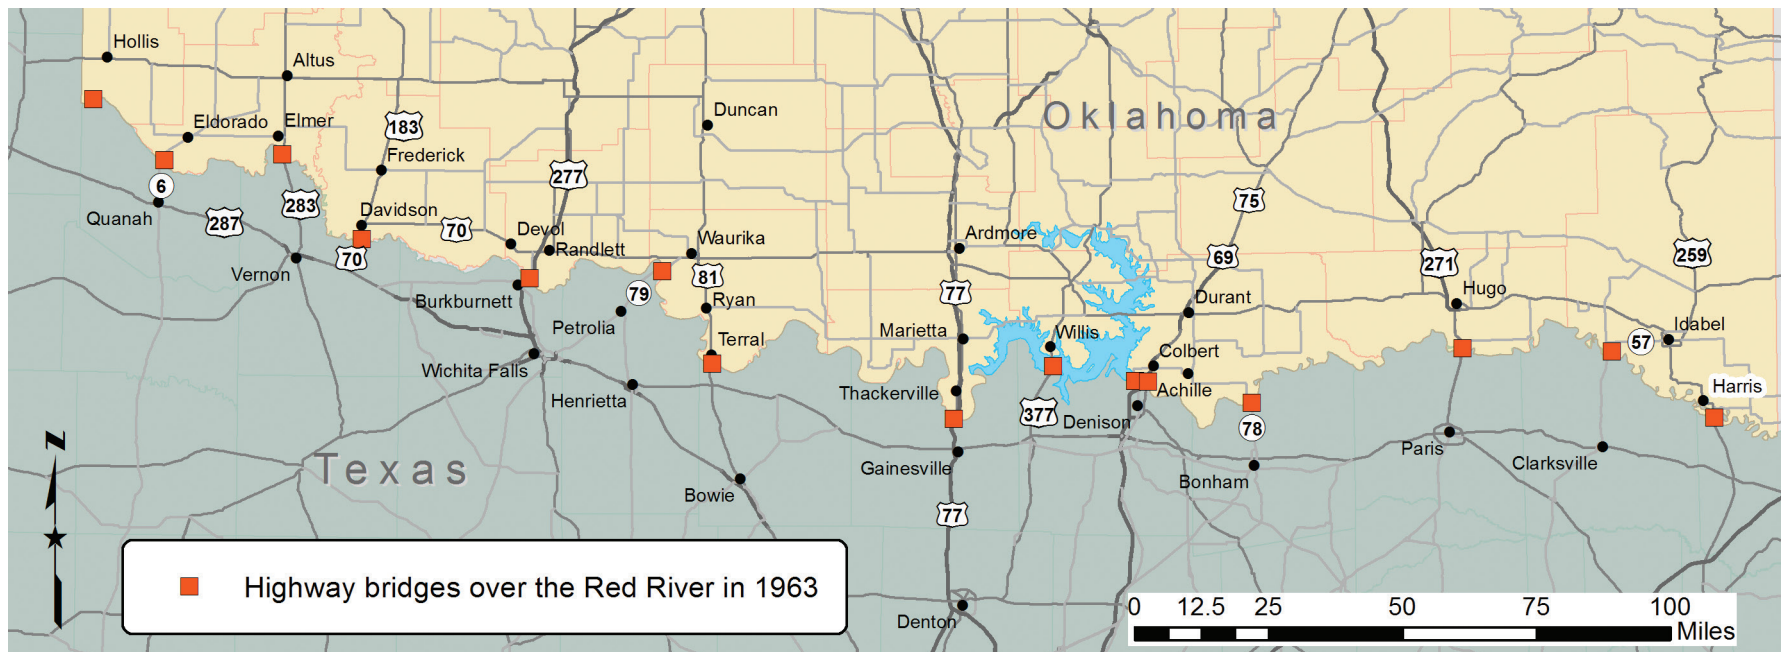 Hollis
Altus
Duncan
Oklahoma
Eldorado
Elmer
183
Frederick
277
6
Quanah
287
283
Davidson
70
70
Devol
Randlett
Waurika
Ardmore
75
69
271
259
Vernon
Burkburnett
79
81
Ryan
77
Durant
Hugo
Petrolia
Terral
Marietta
Willis
Colbert
57
Idabel
Wichita Falls
Henrietta
Thackerville
377
Achille
Denison
78
Harris
Paris
Clarksville
Gainesville
Bonham
N
Texas
Bowie
77
Highway bridges over the Red River in 1963
Denton
0 12.5 25 50 75 100
Miles